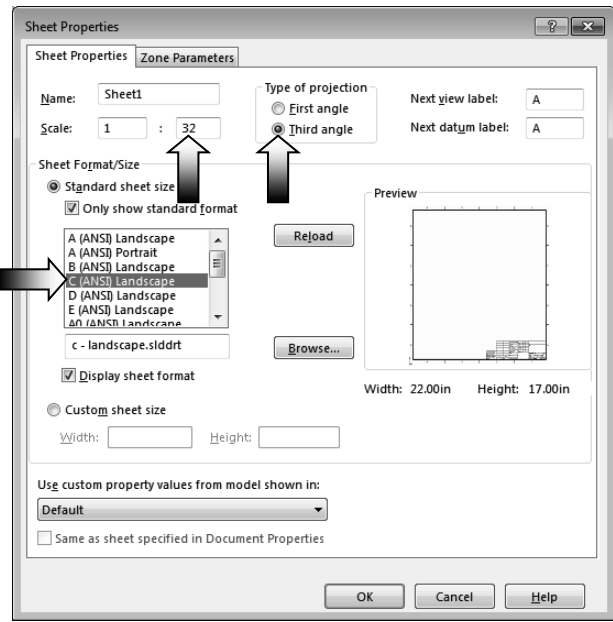 Sheet Properties
Sheet Properties Zone Parameters
Name: Sheet1
Scale: 1 : 32
Type of projection
First angle
Third angle
Next view label: A
Next datum label: A
Sheet Format/Size
Standard sheet size
Only show standard format
A (ANSI) Landscape
A (ANSI) Portrait
B (ANSI) Landscape
C (ANSI) Landscape
D (ANSI) Landscape
E (ANSI) Landscape
A0 (ANSI) Landscape
Reload
c - landscape.slddrt
Browse...
Display sheet format
Preview
Width: 22.00in Height: 17.00in
Custom sheet size
Width: Height:
Use custom property values from model shown in:
Default
Same as sheet specified in Document Properties
OK Cancel Help